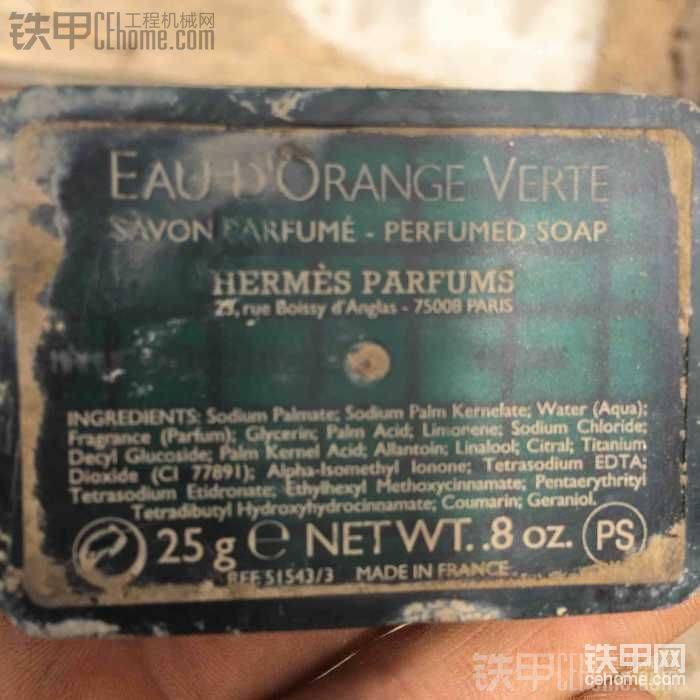 铁甲 CEhome.com 工程机械网
EAU D'ORANGE VERTE
SAVON PARFUMÉ - PERFUMED SOAP
HERMÈS PARFUMS
23, rue Boissy d'Anglas - 75008 PARIS
INGREDIENTS: Sodium Palmate; Sodium Palm Kernelate; Water (Aqua);
Fragrance (Parfum); Glycerin; Palm Acid; Limonene; Sodium Chloride;
Decyl Glucoside; Palm Kernel Acid; Allantoin; Linalool; Citral; Titanium
Dioxide (CI 77891); Alpha-Isomethyl Ionone; Tetrasodium EDTA;
Tetrasodium Etidronate; Ethylhexyl Methoxycinnamate; Pentaerythrityl
Tetradibutyl Hydroxyhydrocinnamate; Coumarin; Geraniol.
25 g e NET WT. .8 oz. PS
REF 51543/3 MADE IN FRANCE
铁甲 CEhome.com
铁甲网
cehome.com